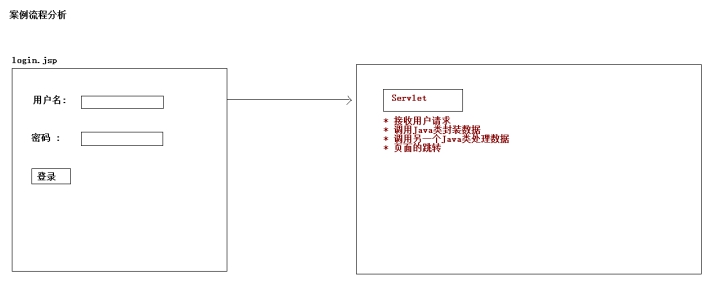 案例流程分析
login.jsp
用户名：
密码 ：
登录
Servlet
* 接收用户请求
* 调用Java类封装数据
* 调用另一个Java类处理数据
* 页面的跳转